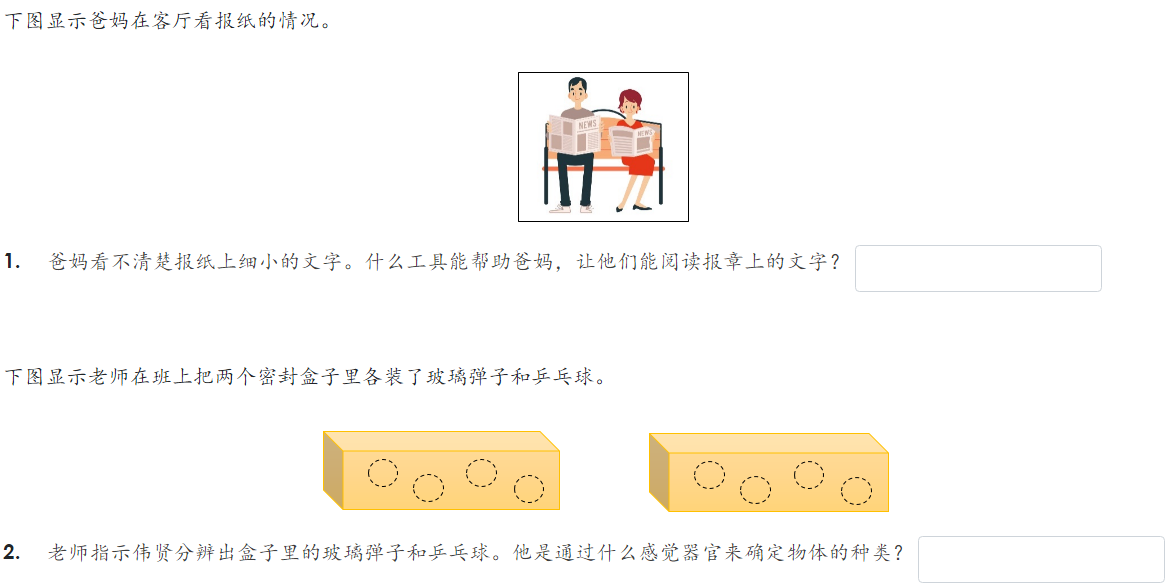 下图显示爸妈在客厅看报纸的情况。
NEWS
NEWS
1. 爸妈看不清楚报纸上细小的文字。什么工具能帮助爸妈，让他们能阅读报章上的文字？
下图显示老师在班上把两个密封盒子里各装了玻璃弹子和乒乓球。
2. 老师指示伟贤分辨出盒子里的玻璃弹子和乒乓球。他是通过什么感觉器官来确定物体的种类？